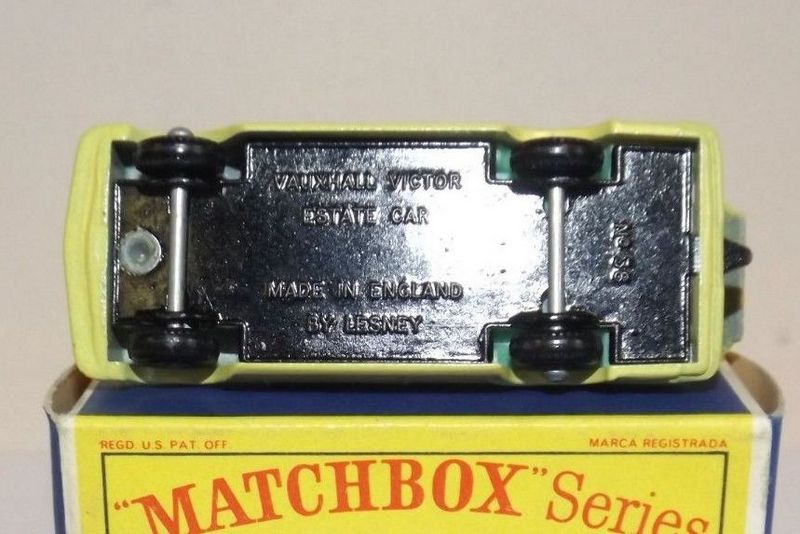 VAUXHALL VICTOR
ESTATE CAR
MADE IN ENGLAND
BY LESNEY
No 38
REGD. U.S. PAT. OFF.
MARCA REGISTRADA
"MATCHBOX" Series